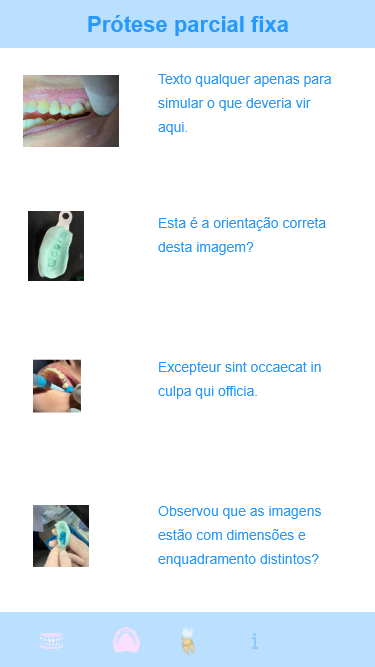 Prótese parcial fixa
Texto qualquer apenas para
simular o que deveria vir
aqui.
Esta é a orientação correta
desta imagem?
Excepteur sint occaecat in
culpa qui officia.
Observou que as imagens
estão com dimensões e
enquadramento distintos?